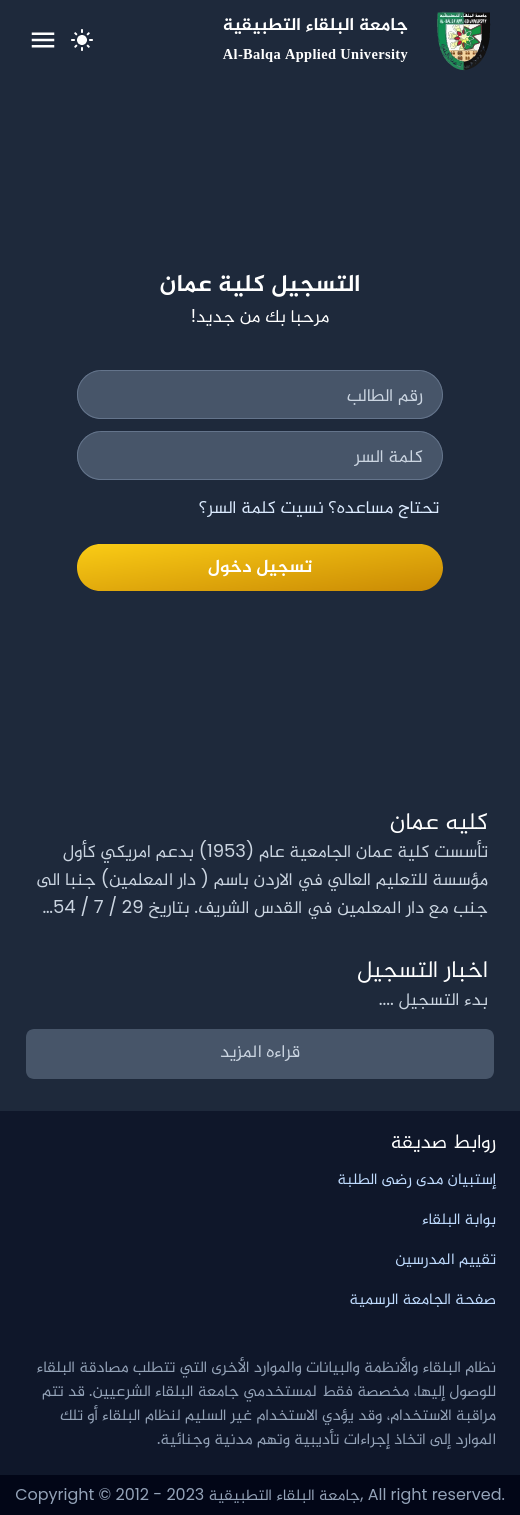 جامعة البلقاء التطبيقية
Al-Balqa Applied University
التسجيل كلية عمان
مرحبا بك من جديد!
رقم الطالب
كلمة السر
تحتاج مساعده؟ نسيت كلمة السر؟
تسجيل دخول
كليه عمان
تأسست كلية عمان الجامعية عام (1953) بدعم امريكي كأول
مؤسسة للتعليم العالي في الاردن باسم ( دار المعلمين) جنبا الى
جنب مع دار المعلمين في القدس الشريف. بتاريخ 29 / 7 / 54...
اخبار التسجيل
بدء التسجيل ....
قراءه المزيد
روابط صديقة
إستبيان مدى رضى الطلبة
بوابة البلقاء
تقييم المدرسين
صفحة الجامعة الرسمية
نظام البلقاء والأنظمة والبيانات والموارد الأخرى التي تتطلب مصادقة البلقاء
للوصول إليها، مخصصة فقط لمستخدمي جامعة البلقاء الشرعيين. قد تتم
مراقبة الاستخدام، وقد يؤدي الاستخدام غير السليم لنظام البلقاء أو تلك
الموارد إلى اتخاذ إجراءات تأديبية وتهم مدنية وجنائية.
Copyright © 2012 - 2023 جامعة البلقاء التطبيقية, All right reserved.